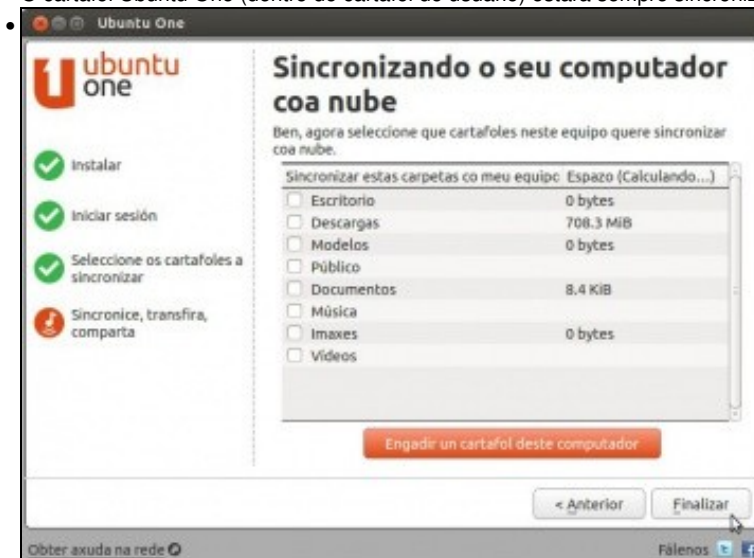 Ubuntu One
ubuntu
one
Instalar
Iniciar sesión
Seleccione os cartafoles a
sincronizar
Sincronice, transfira,
comparta
Sincronizando o seu computador
coa nube
Ben, agora seleccione que cartafoles neste equipo quere sincronizar
coa nube.
Sincronizar estas carpetas co meu equipo Espazo (Calculando...)
Escritorio 0 bytes
Descargas 708.3 MiB
Modelos 0 bytes
Público
Documentos 8.4 KiB
Música
Imaxes 0 bytes
Vídeos
Engadir un cartafol deste computador
< Anterior Finalizar
Obter axuda na rede Fálenos